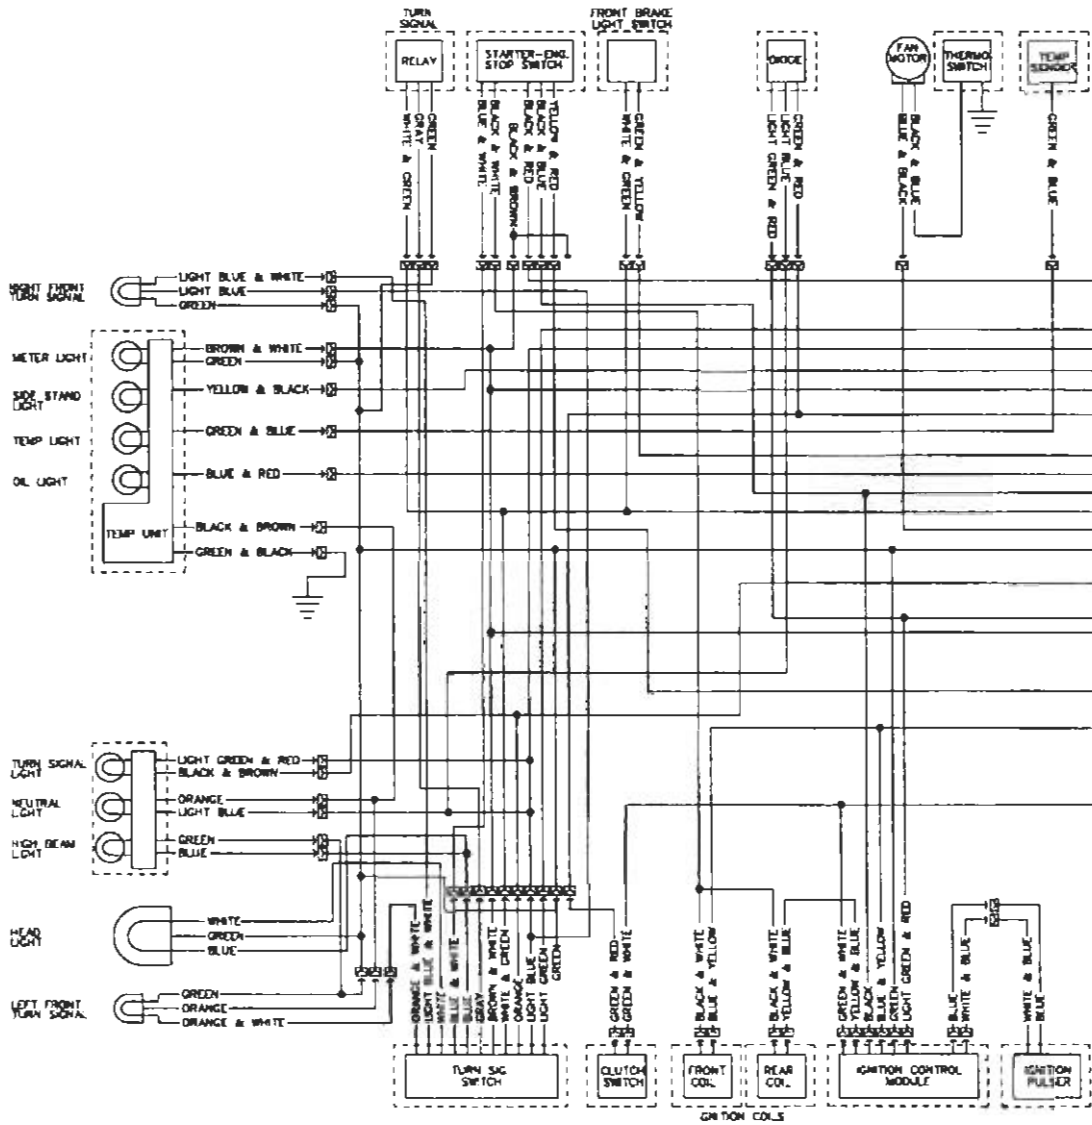 TURN
SIGNAL
RELAY
STARTER-ENG.
STOP SWITCH
FRONT BRAKE
LIGHT SWITCH
DIODE
FAN
MOTOR
THERMO
SWITCH
TEMP
SENDER
WHITE & GREEN
GRAY
GREEN
BLUE & WHITE
BLACK & WHITE
BLACK & BROWN
BLACK & RED
BLACK & BLUE
YELLOW & RED
WHITE & GREEN
GREEN & YELLOW
LIGHT GREEN & RED
LIGHT BLUE
GREEN & RED
BLUE & BLACK
BLACK & BLUE
GREEN & BLUE
RIGHT FRONT
TURN SIGNAL
LIGHT BLUE & WHITE
LIGHT BLUE
GREEN
METER LIGHT
BROWN & WHITE
GREEN
SIDE STAND
LIGHT
YELLOW & BLACK
TEMP LIGHT
GREEN & BLUE
OIL LIGHT
BLUE & RED
TEMP UNIT
BLACK & BROWN
GREEN & BLACK
TURN SIGNAL
LIGHT
LIGHT GREEN & RED
BLACK & BROWN
NEUTRAL
LIGHT
ORANGE
LIGHT BLUE
HIGH BEAM
LIGHT
GREEN
BLUE
HEAD
LIGHT
WHITE
GREEN
BLUE
LEFT FRONT
TURN SIGNAL
GREEN
ORANGE
ORANGE & WHITE
ORANGE & WHITE
LIGHT BLUE & WHITE
WHITE
BLUE & WHITE
BLUE
GRAY
BROWN & WHITE
WHITE & GREEN
ORANGE
LIGHT BLUE
LIGHT GREEN
GREEN
GREEN & RED
GREEN & WHITE
BLACK & WHITE
BLUE & YELLOW
BLACK & WHITE
YELLOW & BLUE
GREEN & WHITE
YELLOW & BLUE
BLACK & RED
BLUE & YELLOW
GREEN
LIGHT GREEN & RED
BLUE
WHITE & BLUE
WHITE & BLUE
BLUE
TURN SIG
SWITCH
CLUTCH
SWITCH
FRONT
COIL
REAR
COIL
IGNITION CONTROL
MODULE
IGNITION
PULSER
IGNITION COILS